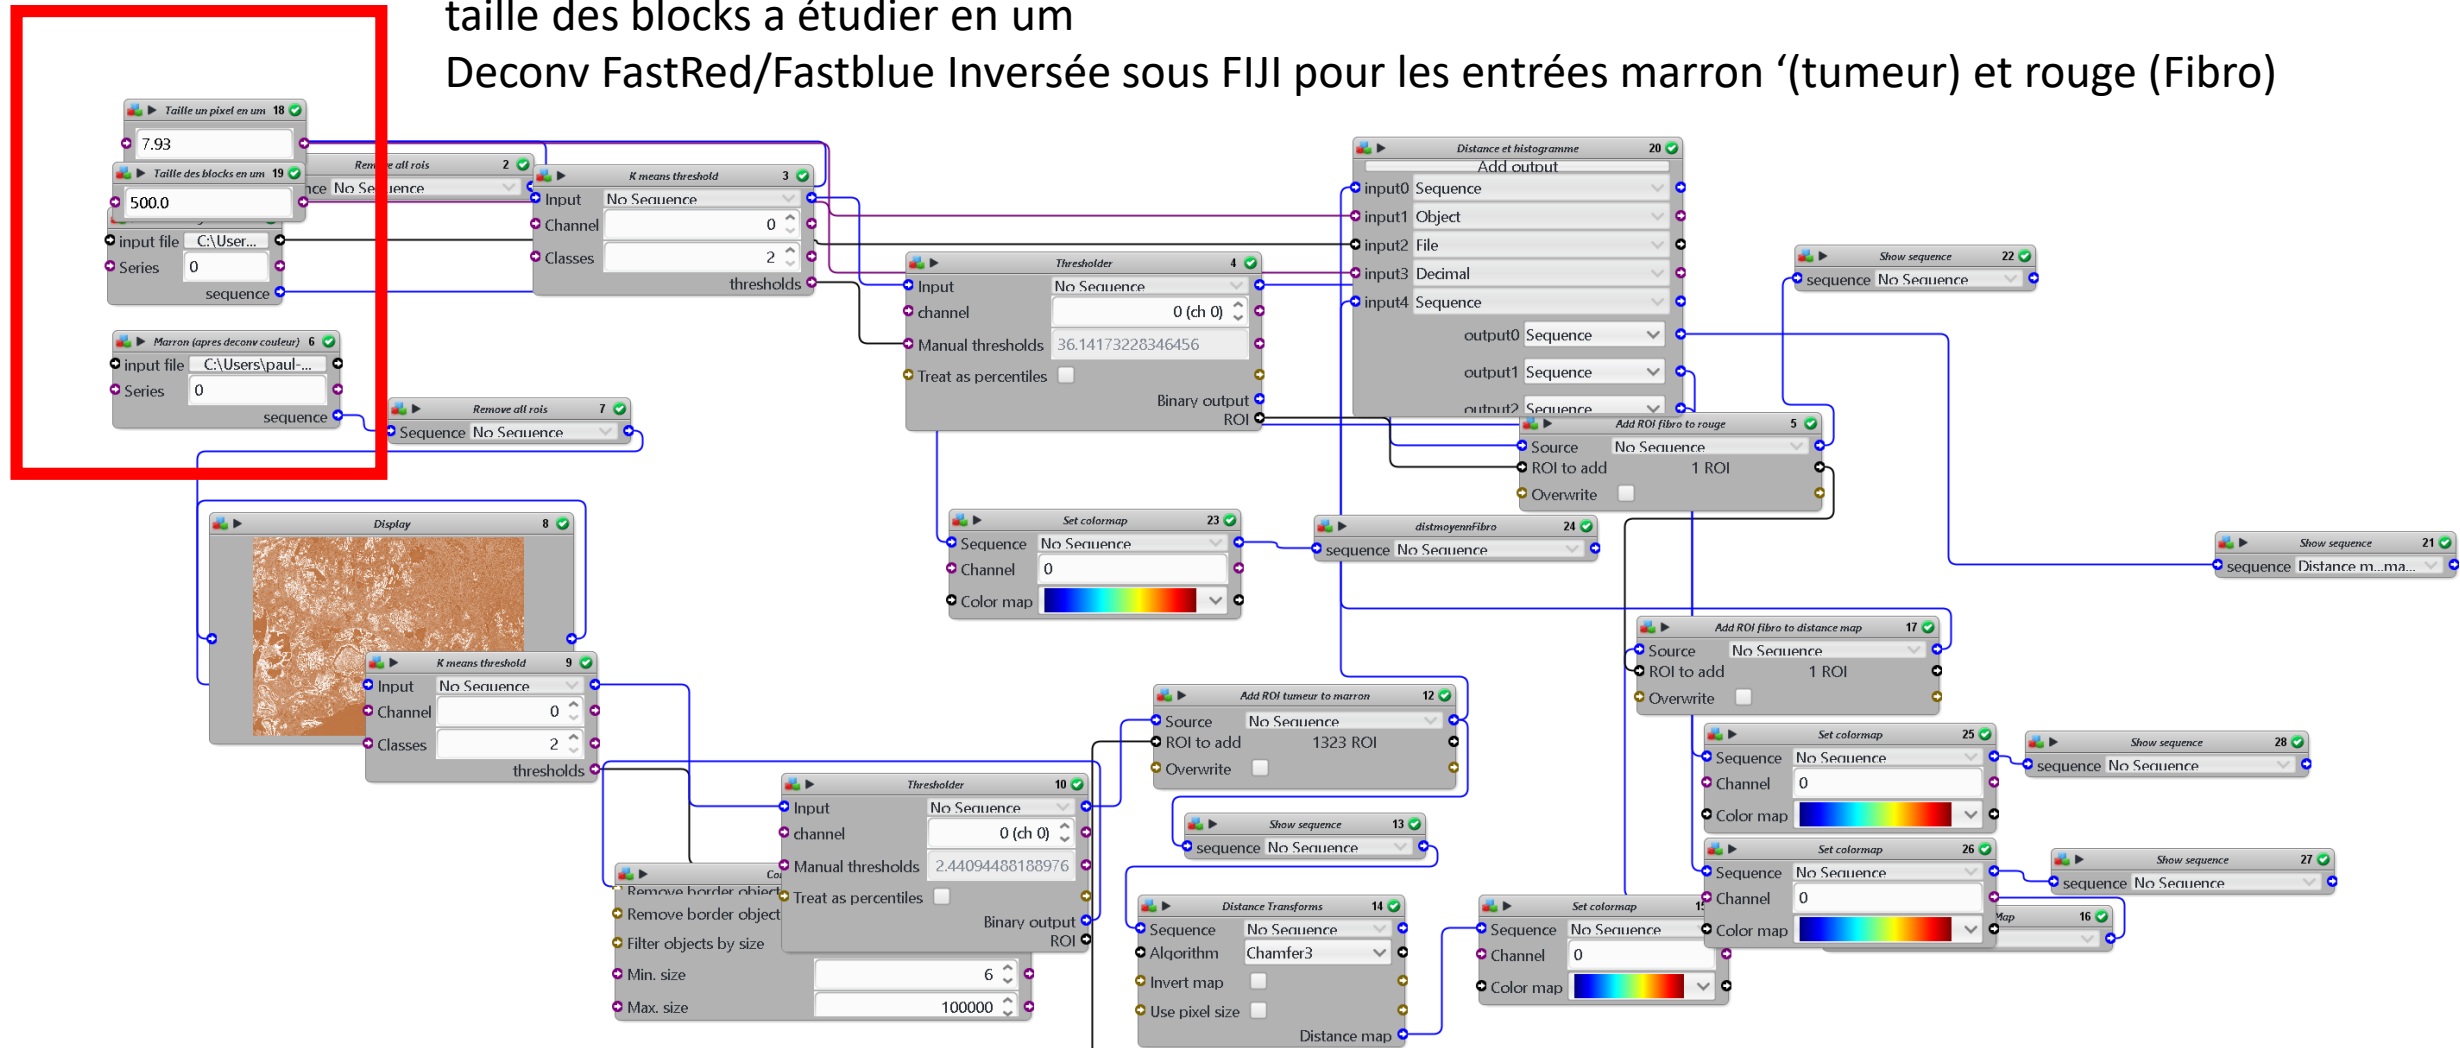 taille des blocks a étudier en um
Deconv FastRed/Fastblue Inversée sous FIJI pour les entrées marron ‘(tumeur) et rouge (Fibro)
Taille un pixel en um 18
7.93
Taille des blocks en um 19
500.0
input file C:\User...
Series 0
sequence
Remove all rois 2
No Sequence
K means threshold 3
Input No Sequence
Channel 0
Classes 2
thresholds
Marron (apres deconv couleur) 6
input file C:\Users\paul-...
Series 0
sequence
Remove all rois 7
Sequence No Sequence
Thresholder 4
Input No Sequence
channel 0 (ch 0)
Manual thresholds 36.14173228346456
Treat as percentiles
Binary output
ROI
Distance et histogramme 20
Add output
input0 Sequence
input1 Object
input2 File
input3 Decimal
input4 Sequence
output0 Sequence
output1 Sequence
output2 Sequence
Show sequence 22
sequence No Sequence
Add ROI fibro to rouge 5
Source No Sequence
ROI to add 1 ROI
Overwrite
Display 8
Set colormap 23
Sequence No Sequence
Channel 0
Color map
distmoyennFibro 24
sequence No Sequence
Show sequence 21
sequence Distance m...ma...
K means threshold 9
Input No Sequence
Channel 0
Classes 2
thresholds
Add ROI fibro to distance map 17
Source No Sequence
ROI to add 1 ROI
Overwrite
Add ROI tumeur to marron 12
Source No Sequence
ROI to add 1323 ROI
Overwrite
Thresholder 10
Input No Sequence
channel 0 (ch 0)
Manual thresholds 2.44094488188976
Treat as percentiles
Binary output
ROI
Remove border object
Remove border object
Filter objects by size
Min. size 6
Max. size 100000
Show sequence 13
sequence No Sequence
Distance Transforms 14
Sequence No Sequence
Algorithm Chamfer3
Invert map
Use pixel size
Distance map
Set colormap
Sequence No Sequence
Channel 0
Color map
Set colormap 25
Sequence No Sequence
Channel 0
Color map
Show sequence 28
sequence No Sequence
Set colormap 26
Sequence No Sequence
Channel 0
Color map
Show sequence 27
sequence No Sequence
Map 16